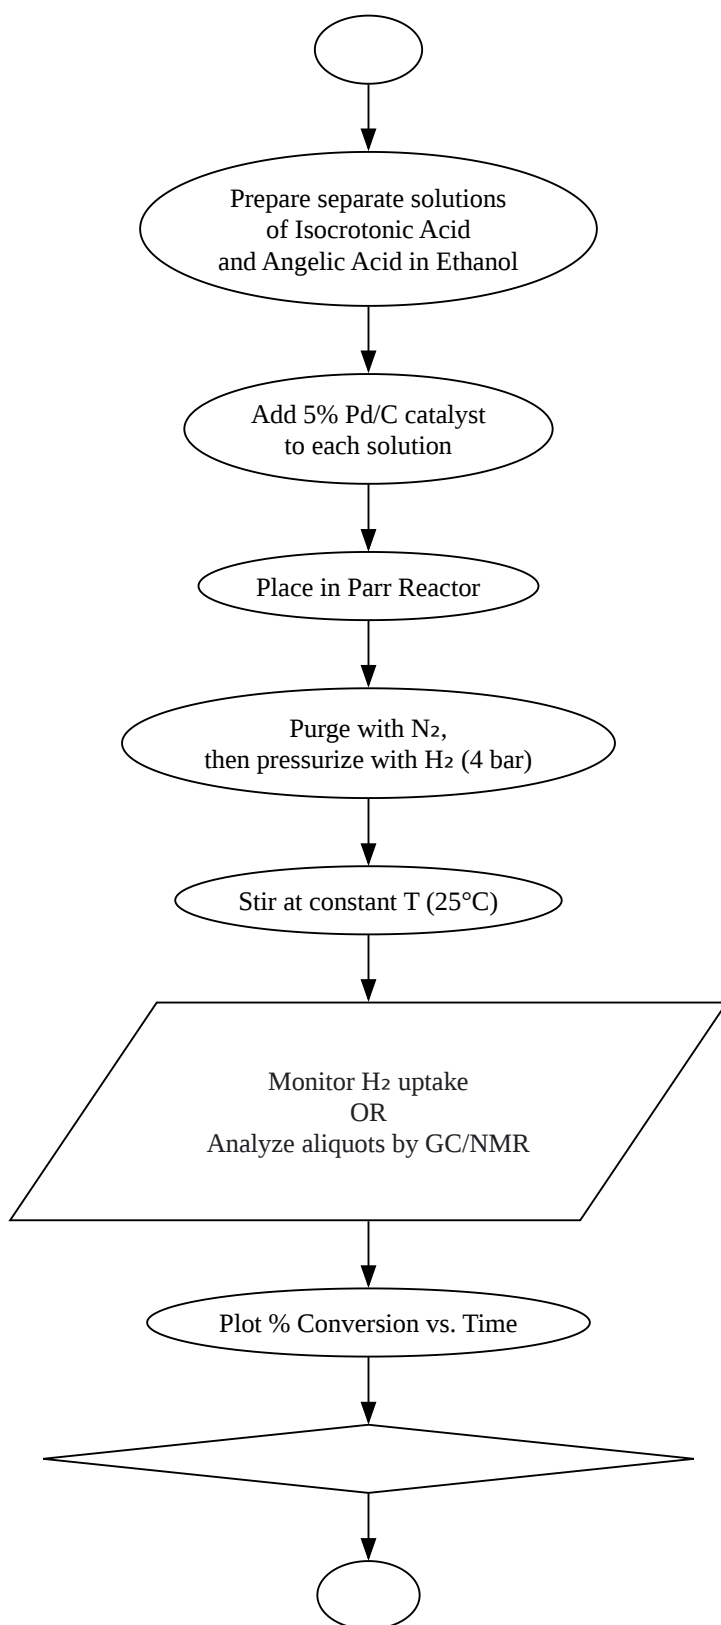 Prepare separate solutions
of Isocrotonic Acid
and Angelic Acid in Ethanol
Add 5% Pd/C catalyst
to each solution
Place in Parr Reactor
Purge with N₂,
then pressurize with H₂ (4 bar)
Stir at constant T (25°C)
Monitor H₂ uptake
OR
Analyze aliquots by GC/NMR
Plot % Conversion vs. Time